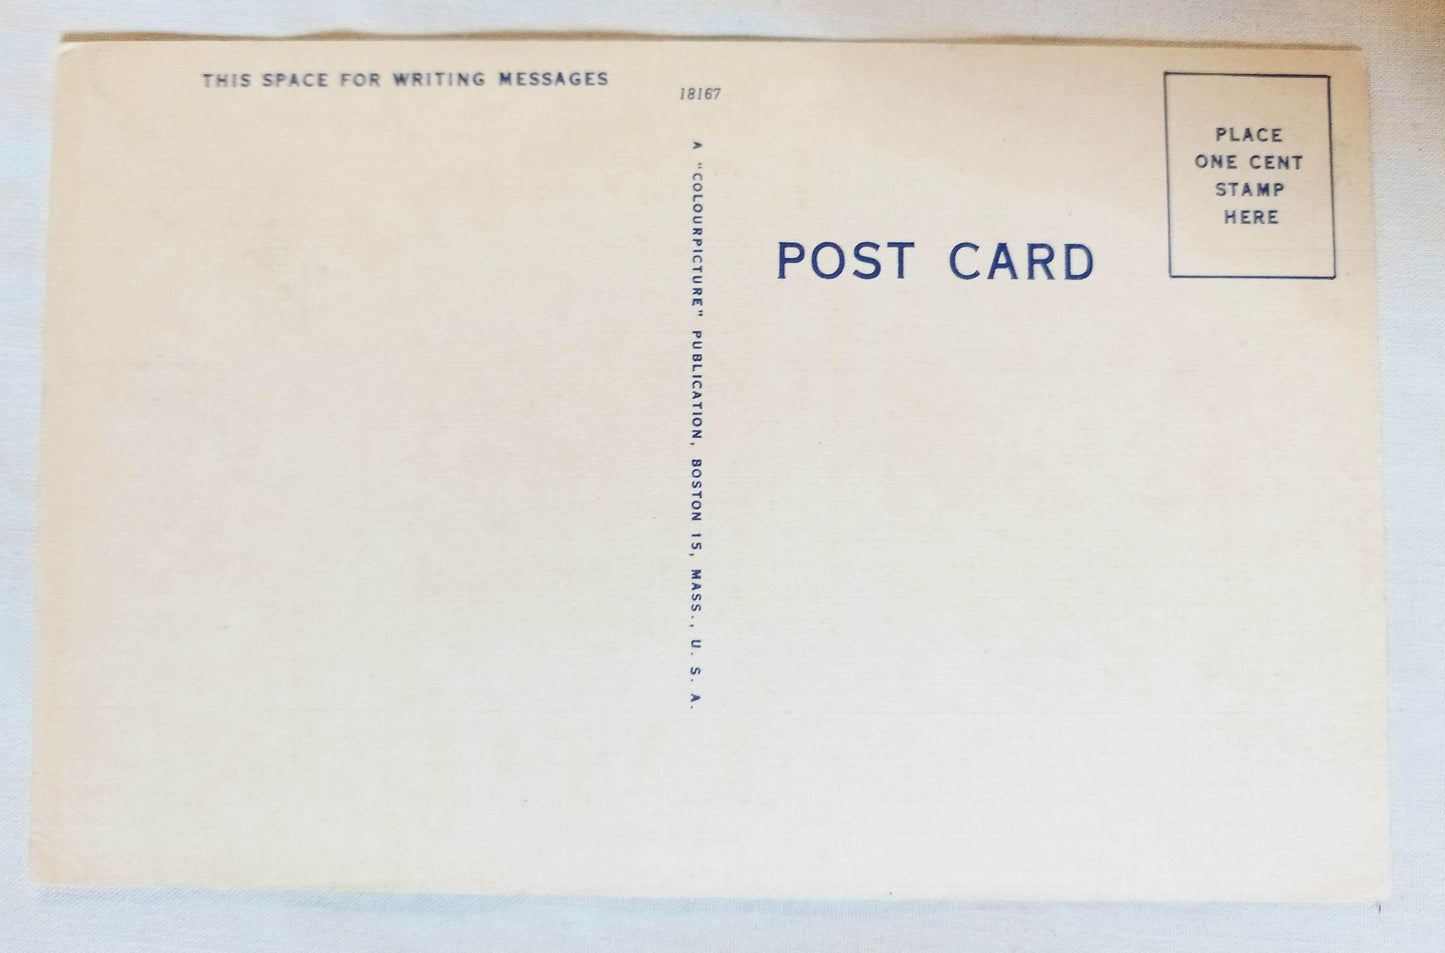 THIS SPACE FOR WRITING MESSAGES
18167
A "COLOURPICTURE" PUBLICATION, BOSTON 15, MASS., U. S. A.
POST CARD
PLACE
ONE CENT
STAMP
HERE